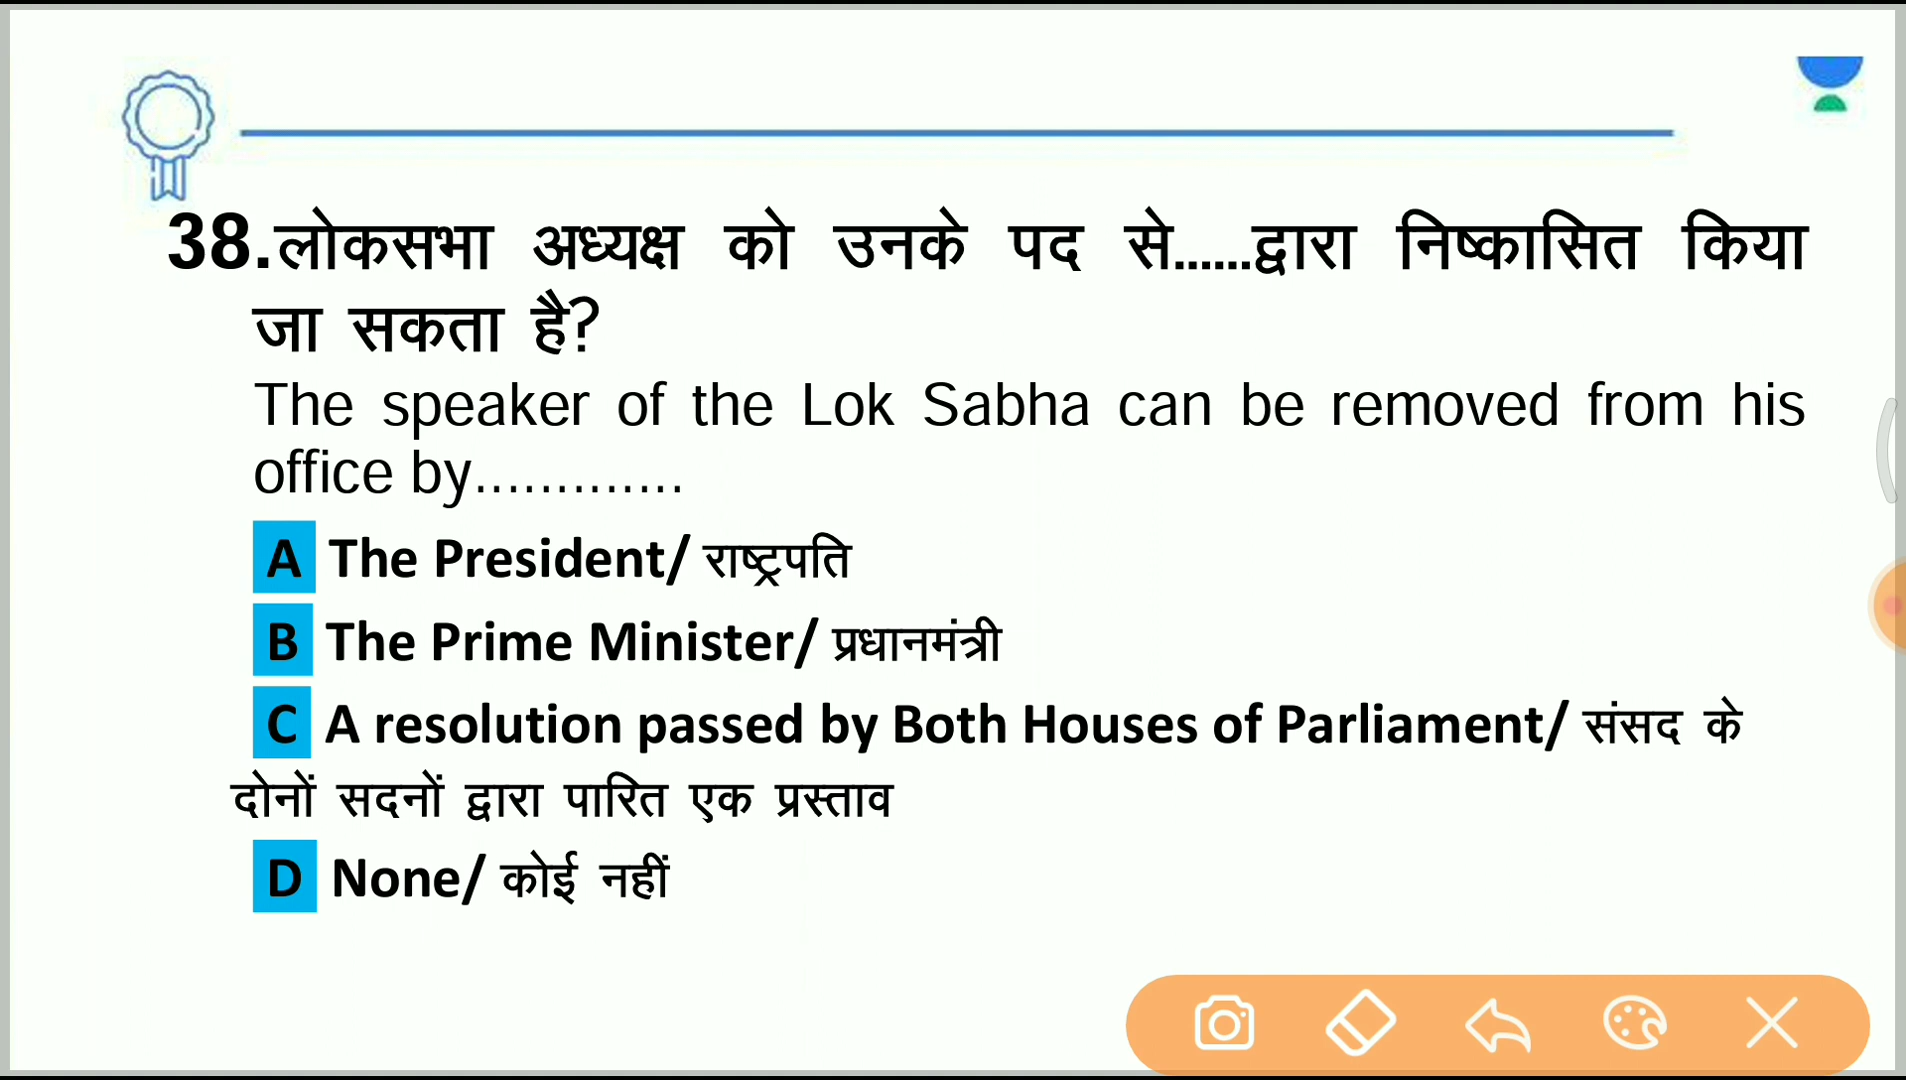 38.लोकसभा अध्यक्ष को उनके पद से......द्वारा निष्कासित किया
जा सकता है?
The speaker of the Lok Sabha can be removed from his
office by.............
A The President/ राष्ट्रपति
B The Prime Minister/ प्रधानमंत्री
C A resolution passed by Both Houses of Parliament/ संसद के
दोनों सदनों द्वारा पारित एक प्रस्ताव
D None/ कोई नहीं